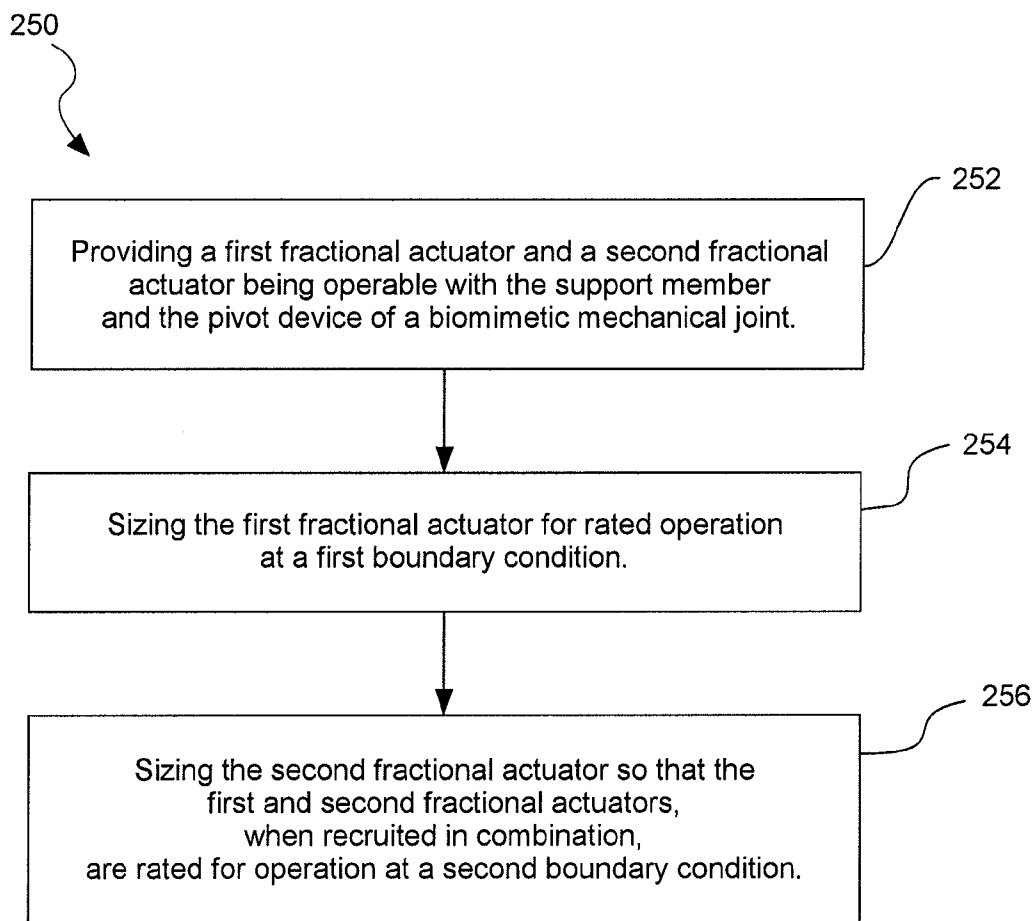 250
252
Providing a first fractional actuator and a second fractional
actuator being operable with the support member
and the pivot device of a biomimetic mechanical joint.
254
Sizing the first fractional actuator for rated operation
at a first boundary condition.
256
Sizing the second fractional actuator so that the
first and second fractional actuators,
when recruited in combination,
are rated for operation at a second boundary condition.